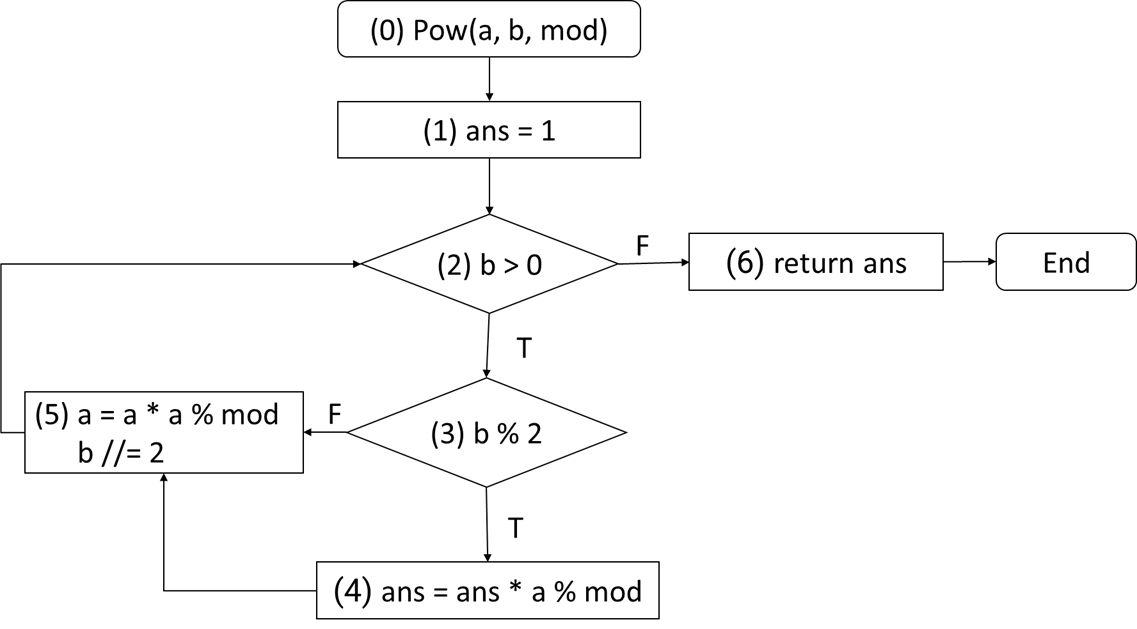 (0) Pow(a, b, mod)
(1) ans = 1
(2) b > 0
F
(6) return ans
End
T
(5) a = a * a % mod
b //= 2
F
(3) b % 2
T
(4) ans = ans * a % mod